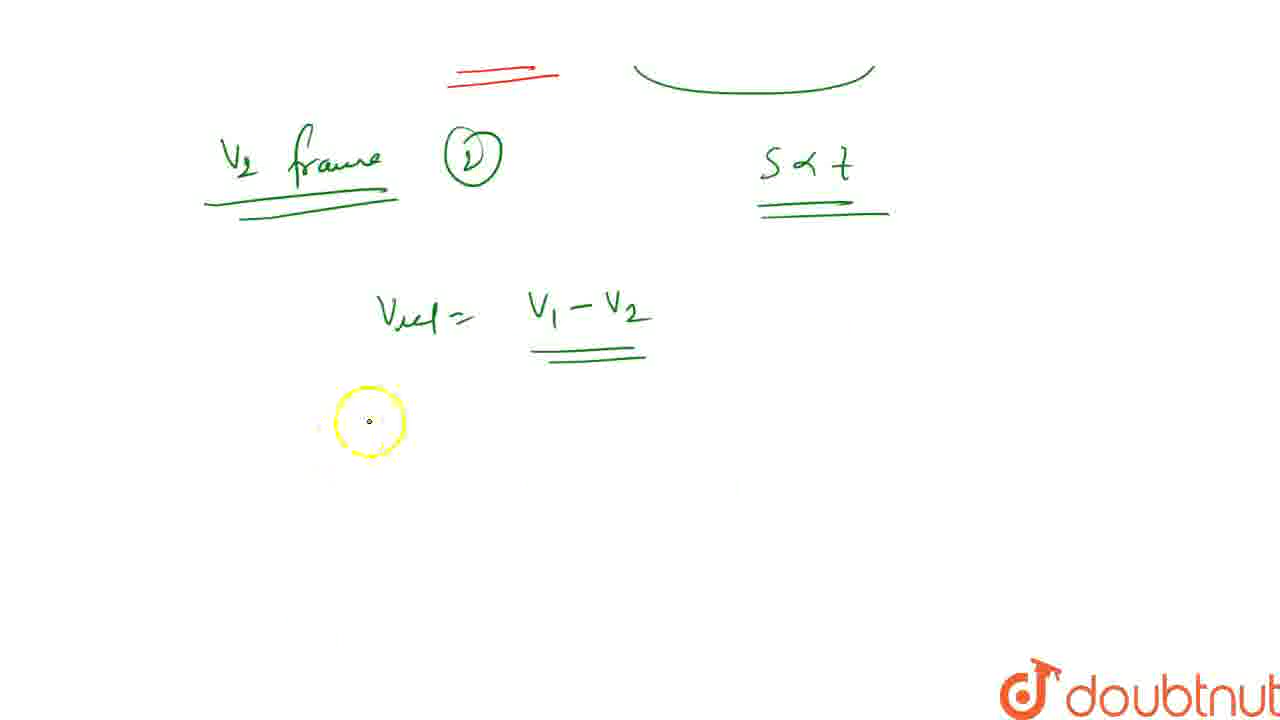 V₂ frame ② S ∝ t
Vrel = V₁ - V₂
doubtnut